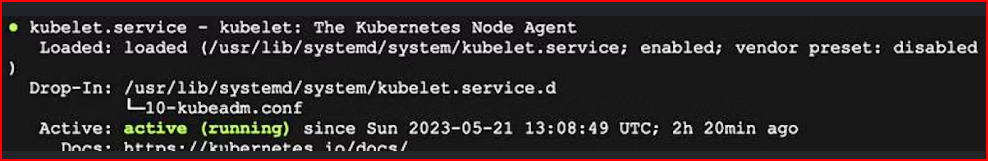 ● kubelet.service - kubelet: The Kubernetes Node Agent
Loaded: loaded (/usr/lib/systemd/system/kubelet.service; enabled; vendor preset: disabled
)
Drop-In: /usr/lib/systemd/system/kubelet.service.d
└─10-kubeadm.conf
Active: active (running) since Sun 2023-05-21 13:08:49 UTC; 2h 20min ago
Docs: https://kubernetes.io/docs/